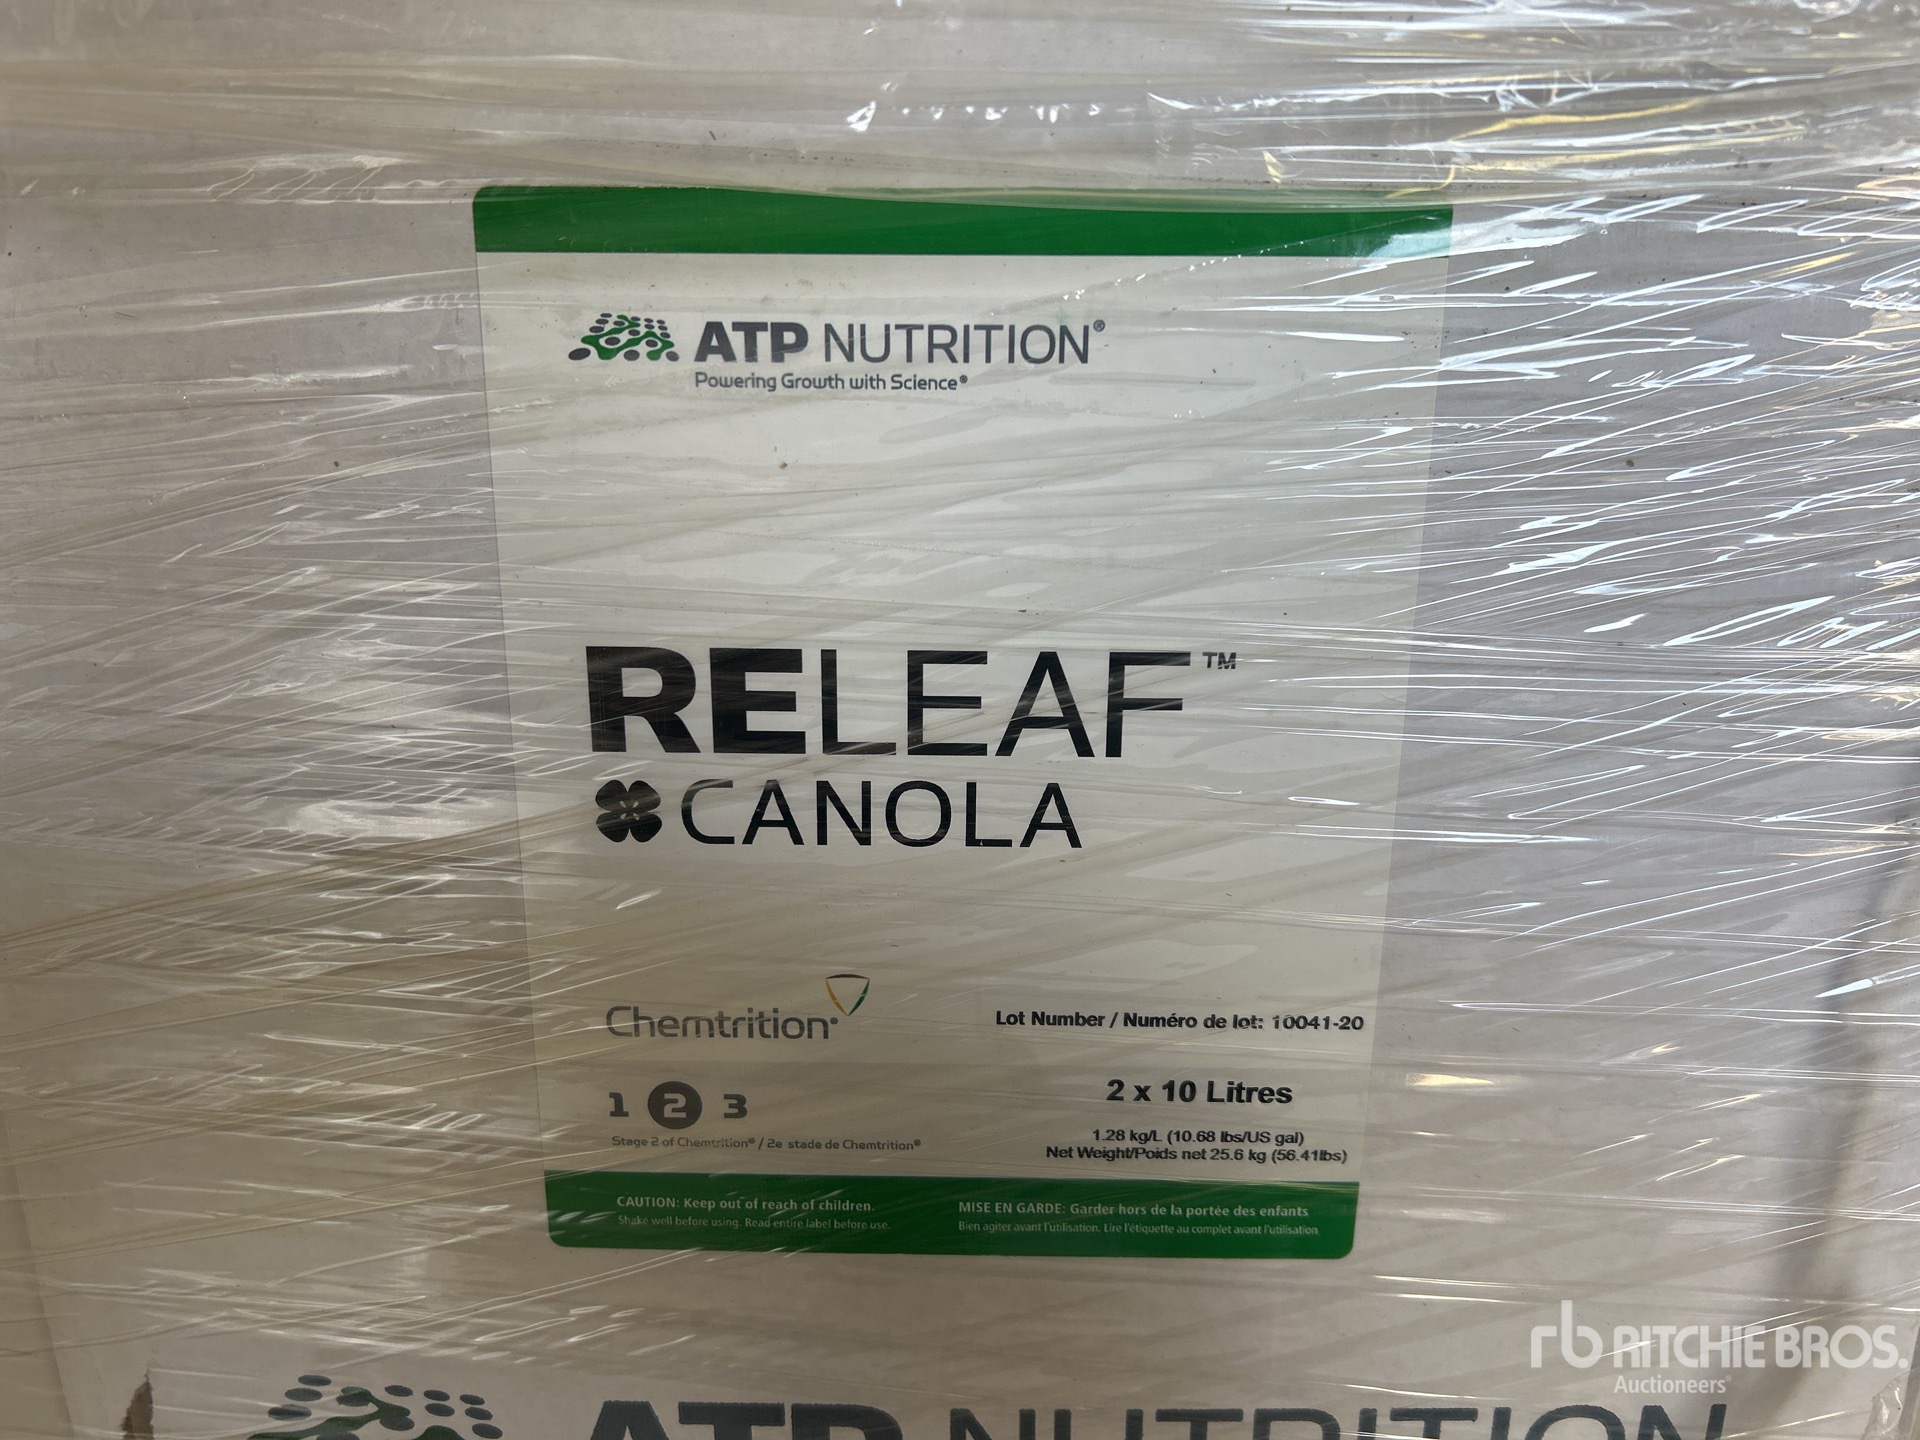 ATP NUTRITION®
Powering Growth with Science®
RELEAF™
CANOLA
Chemtrition®
Lot Number / Numéro de lot: 10041-20
1 2 3
2 x 10 Litres
Stage 2 of Chemtrition® / 2e stade de Chemtrition®
1.28 kg/L (10.68 lbs/US gal)
Net Weight/Poids net 25.6 kg (56.41lbs)
CAUTION: Keep out of reach of children.
Shake well before using. Read entire label before use.
MISE EN GARDE: Garder hors de la portée des enfants
Bien agiter avant l'utilisation. Lire l'étiquette au complet avant l'utilisation
rb RITCHIE BROS.
Auctioneers
ATP NUTRITION